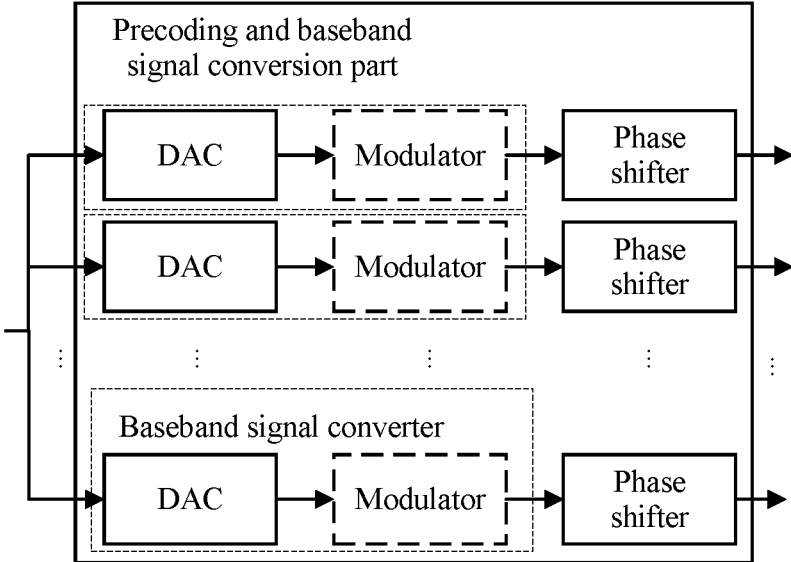 Precoding and baseband
signal conversion part
DAC
Modulator
Phase
shifter
DAC
Modulator
Phase
shifter
Baseband signal converter
DAC
Modulator
Phase
shifter